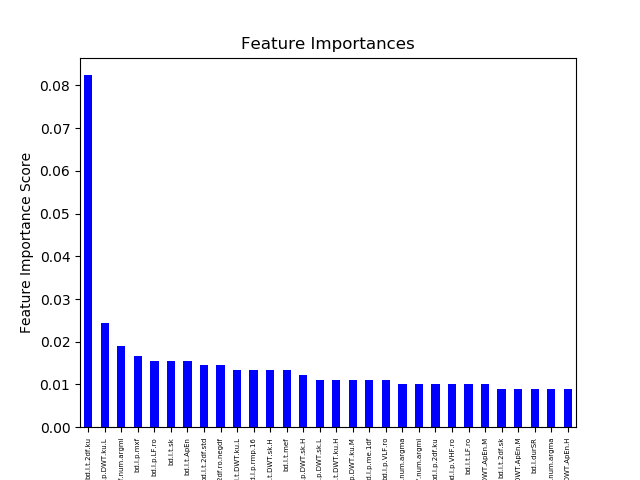 Feature Importances
Feature Importance Score
0.08
0.07
0.06
0.05
0.04
0.03
0.02
0.01
0.00
bd.l.t.2df.ku
.p.DWT.ku.L
.num.argmi
bd.l.p.mxf
bd.l.p.LF.ro
bd.l.t.sk
bd.l.t.ApEn
d.l.t.2df.std
2df.ro.negdf
.t.DWT.ku.L
d.l.p.rmp.16
.t.DWT.sk.H
bd.l.t.mef
.p.DWT.sk.H
.p.DWT.sk.L
.t.DWT.ku.H
p.DWT.ku.M
d.l.p.me.1df
bd.l.p.VLF.ro
.num.argma
.num.argmi
bd.l.p.2df.ku
d.l.p.VHF.ro
bd.l.t.LF.ro
DWT.ApEn.M
bd.l.t.2df.sk
DWT.ApEn.M
bd.l.durSR
.num.argma
DWT.ApEn.H